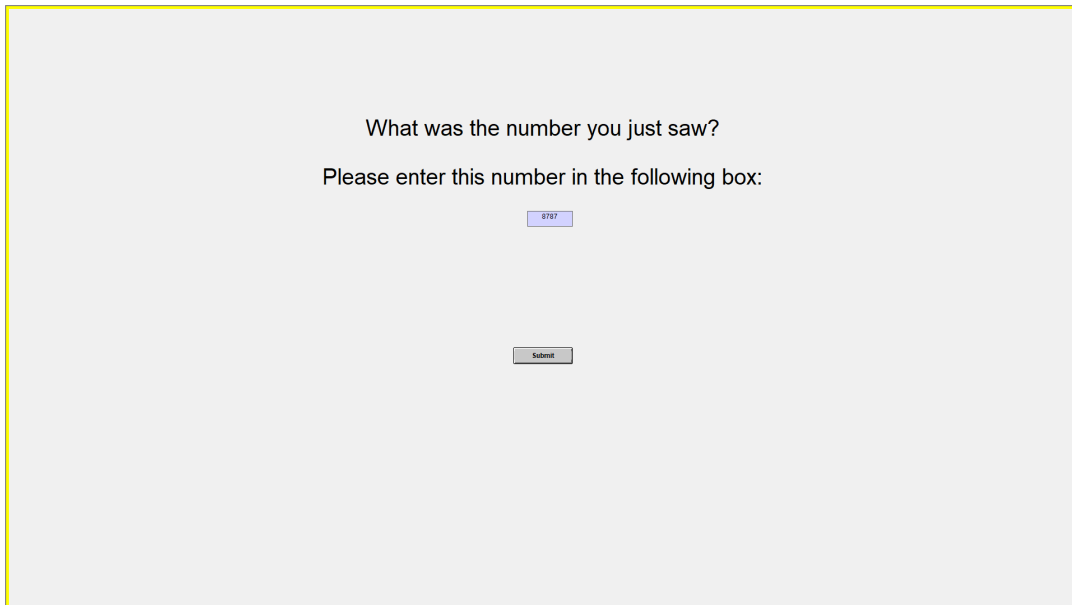 What was the number you just saw?
Please enter this number in the following box:
8787
Submit